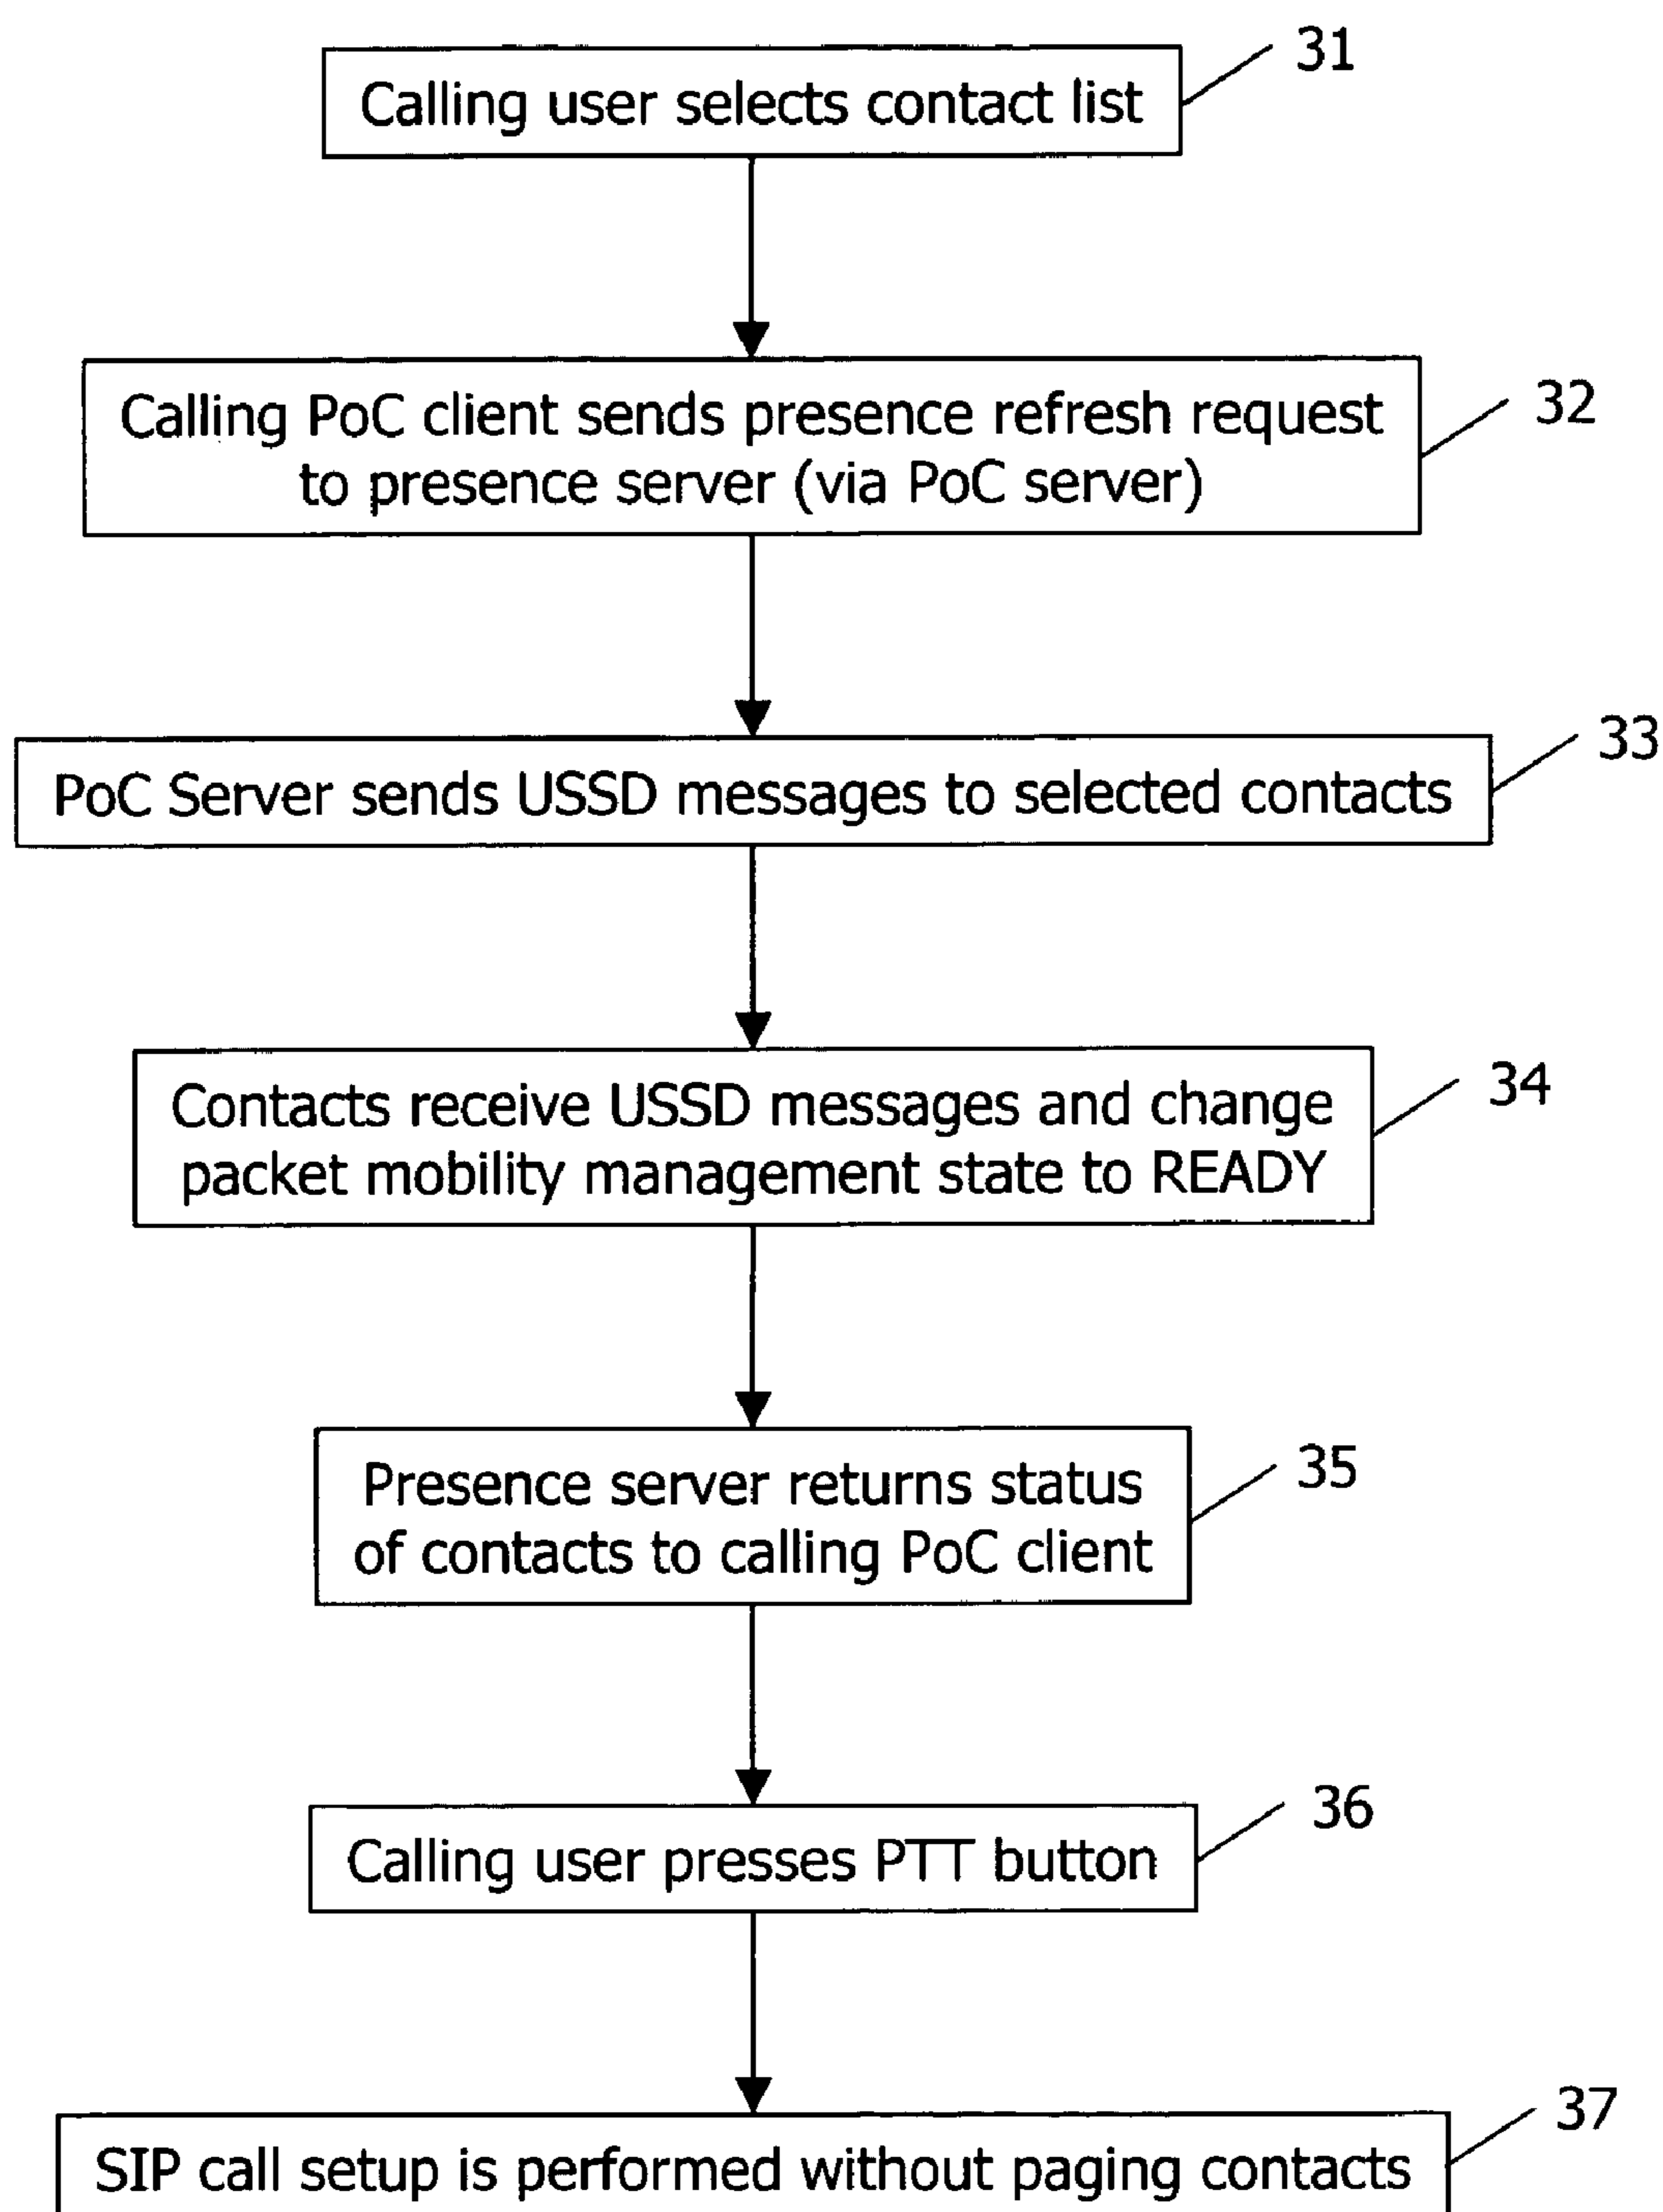 Calling user selects contact list
31
Calling PoC client sends presence refresh request
to presence server (via PoC server)
32
PoC Server sends USSD messages to selected contacts
33
Contacts receive USSD messages and change
packet mobility management state to READY
34
Presence server returns status
of contacts to calling PoC client
35
Calling user presses PTT button
36
SIP call setup is performed without paging contacts
37